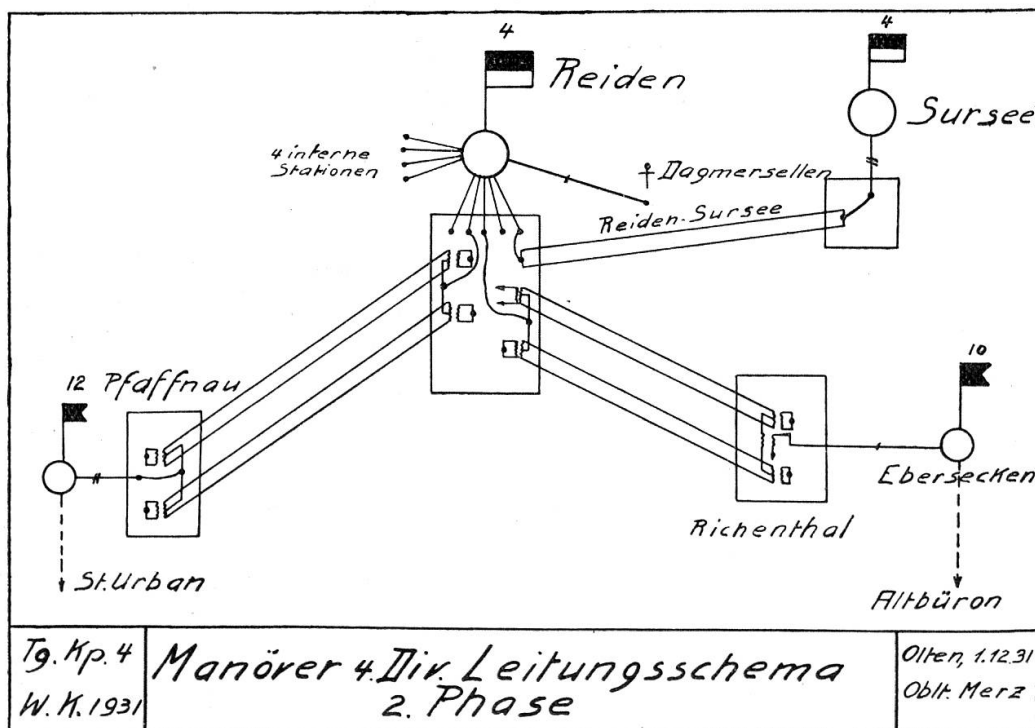 4
Reiden
4
Sursee
4 interne
Stationen
Dagmersellen
Reiden-Sursee
12 Pfaffnau
10
Ebersecken
Richenthal
St. Urban
Altbüron
Tg. Kp. 4
W. K. 1931
Manöver 4. Div. Leitungsschema
2. Phase
Olten, 1.12.31
Oblt. Merz